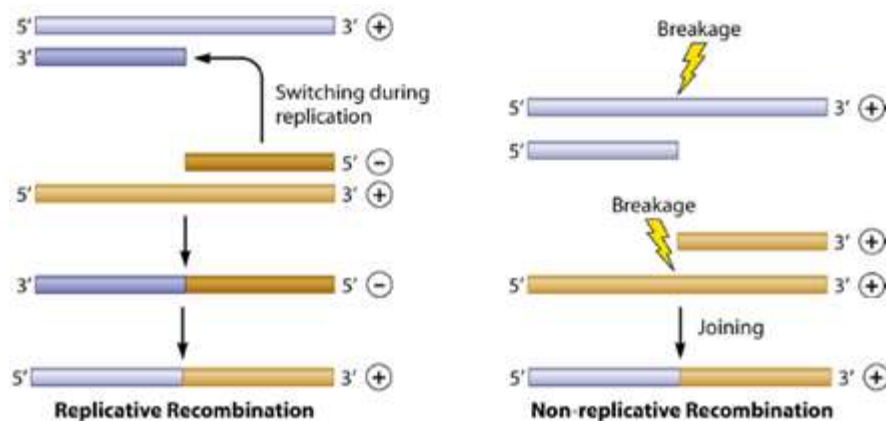 5' 3' +
3'
Switching during
replication
5' −
5' 3' +
3' 5' −
5' 3' +
Replicative Recombination
Breakage
5' 3' +
5'
Breakage
3' +
5' +
Joining
5' 3' +
Non-replicative Recombination